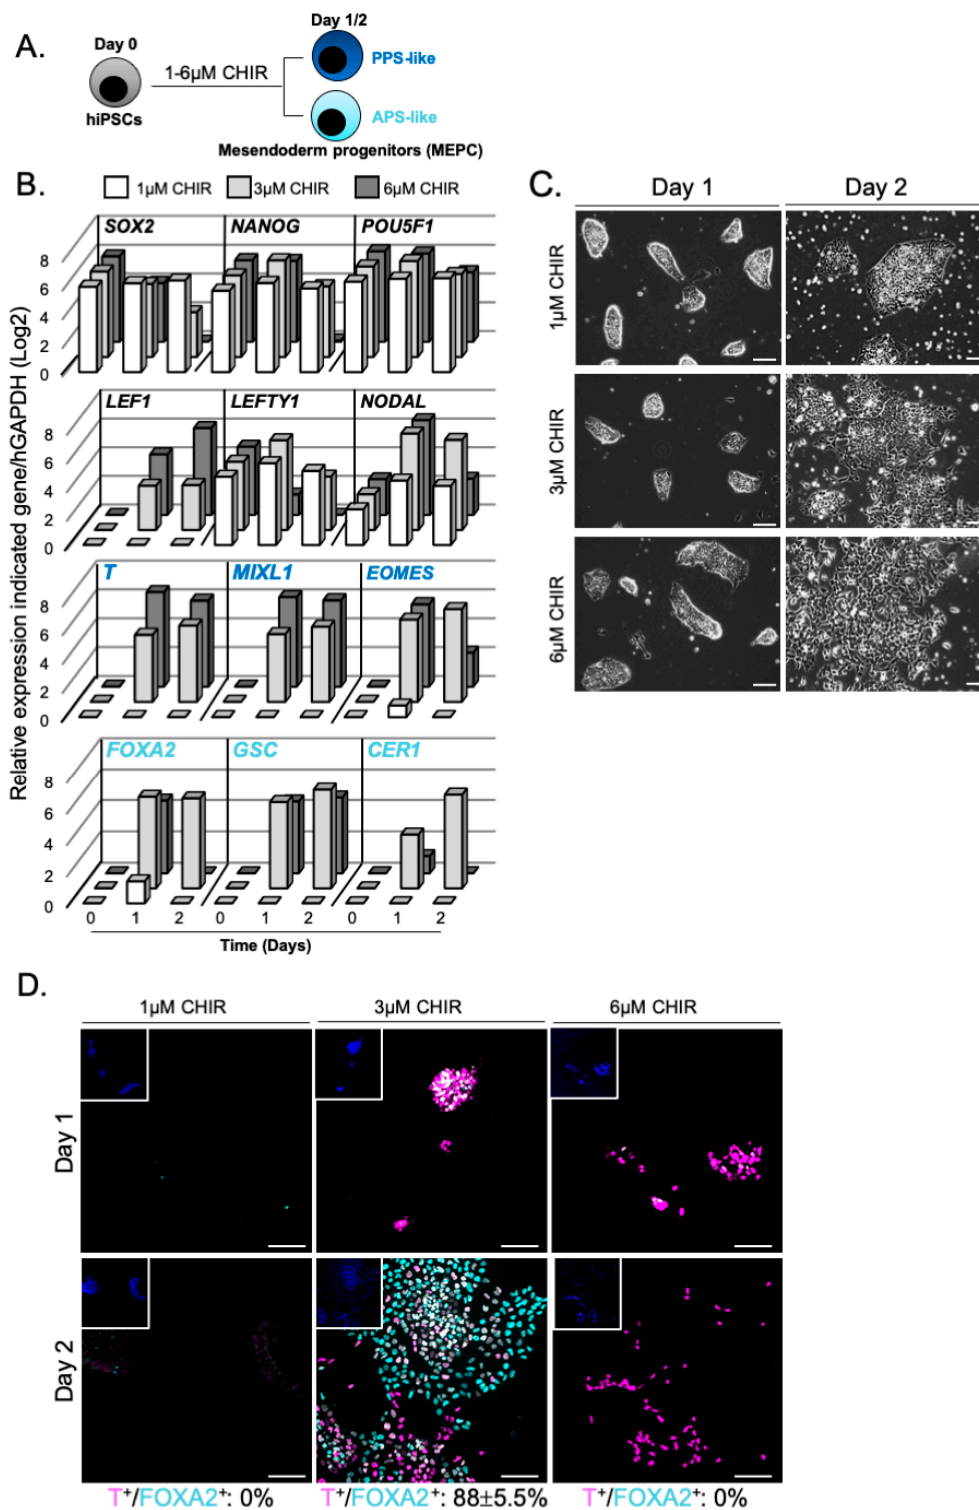 A.
Day 0
Day 1/2
1-6µM CHIR
PPS-like
APS-like
hiPSCs
Mesendoderm progenitors (MEPC)
B.
1µM CHIR
3µM CHIR
6µM CHIR
Relative expression indicated gene/hGAPDH (Log2)
SOX2
NANOG
POU5F1
8
6
4
2
0
LEF1
LEFTY1
NODAL
8
6
4
2
0
T
MIXL1
EOMES
8
6
4
2
0
FOXA2
GSC
CER1
8
6
4
2
0
0 1 2 0 1 2 0 1 2
Time (Days)
C.
Day 1
Day 2
1µM CHIR
3µM CHIR
6µM CHIR
D.
1µM CHIR
3µM CHIR
6µM CHIR
Day 1
Day 2
T⁺/FOXA2⁺: 0%
T⁺/FOXA2⁺: 88±5.5%
T⁺/FOXA2⁺: 0%